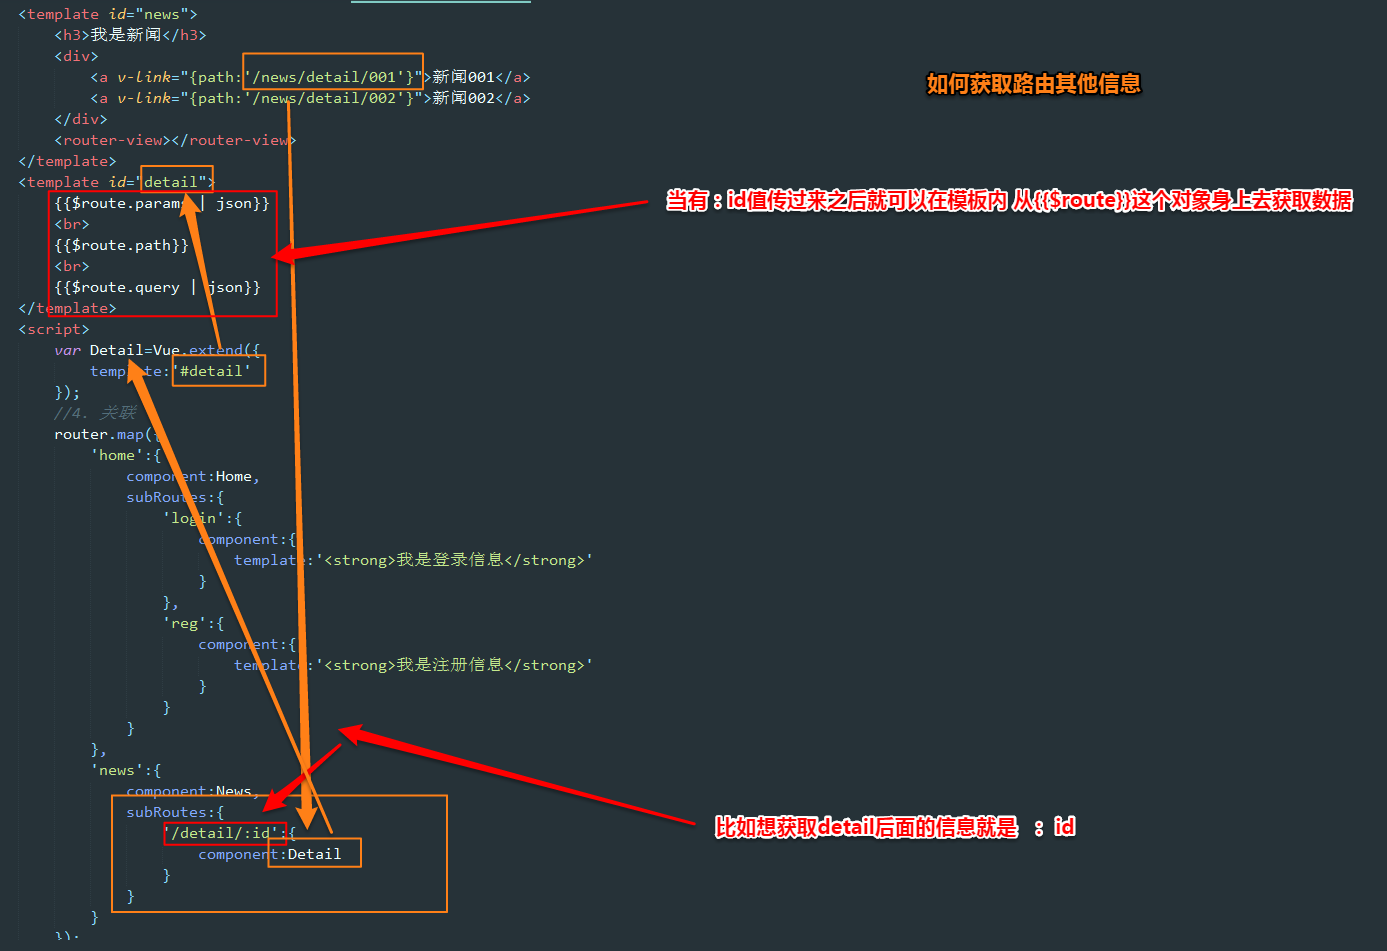 <template id="news">
<h3>我是新闻</h3>
<div>
<a v-link="{path:'/news/detail/001'}">新闻001</a>
如何获取路由其他信息
<a v-link="{path:'/news/detail/002'}">新闻002</a>
</div>
<router-view></router-view>
</template>
<template id="detail">
{{$route.params | json}}
当有：id值传过来之后就可以在模板内 从{{$route}}这个对象身上去获取数据
<br>
{{$route.path}}
<br>
{{$route.query | json}}
</template>
<script>
var Detail=Vue.extend({
template:'#detail'
});
//4. 关联
router.map({
'home':{
component:Home,
subRoutes:{
'login':{
component:{
template:'<strong>我是登录信息</strong>'
}
},
'reg':{
component:{
template:'<strong>我是注册信息</strong>'
}
}
}
},
'news':{
component:News,
subRoutes:{
比如想获取detail后面的信息就是 ：id
'/detail/:id':{
component:Detail
}
}
}
});